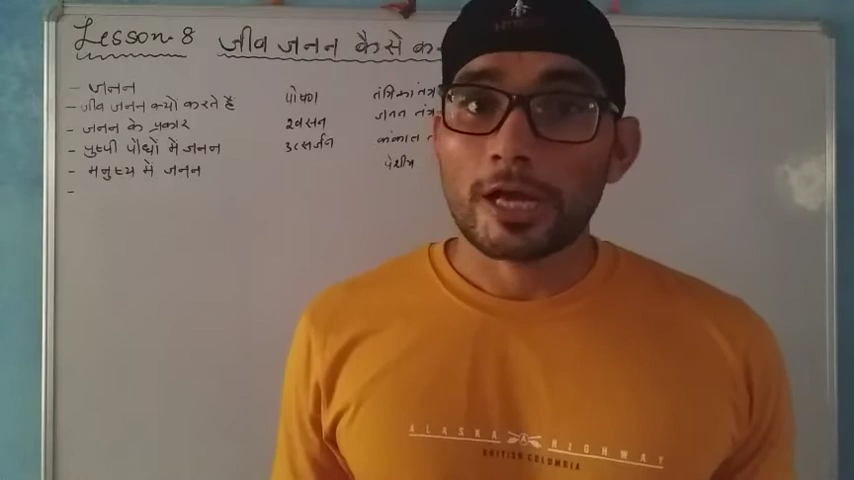 Lesson-8 जीव जनन कैसे क
- जनन
- जीव जनन क्यों करते हैं
- जनन के प्रकार
- पुष्पी पौधों में जनन
- मनुष्य में जनन
-
पोषण
श्वसन
उत्सर्जन
तंत्रिका तंत्र
जनन तंत्र
कंकाल त
पेशीय
ALASKA HIGHWAY
BRITISH COLUMBIA